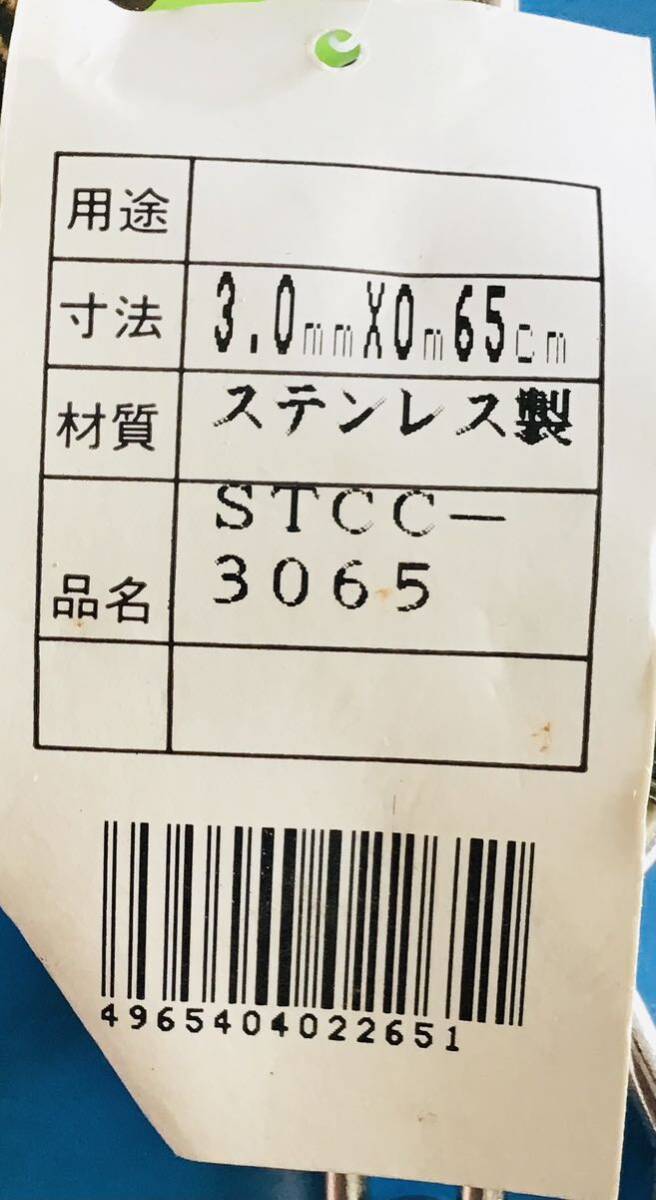 用途
寸法 3.0mmX0m65cm
材質 ステンレス製
品名 STCC-
3065
4965404022651